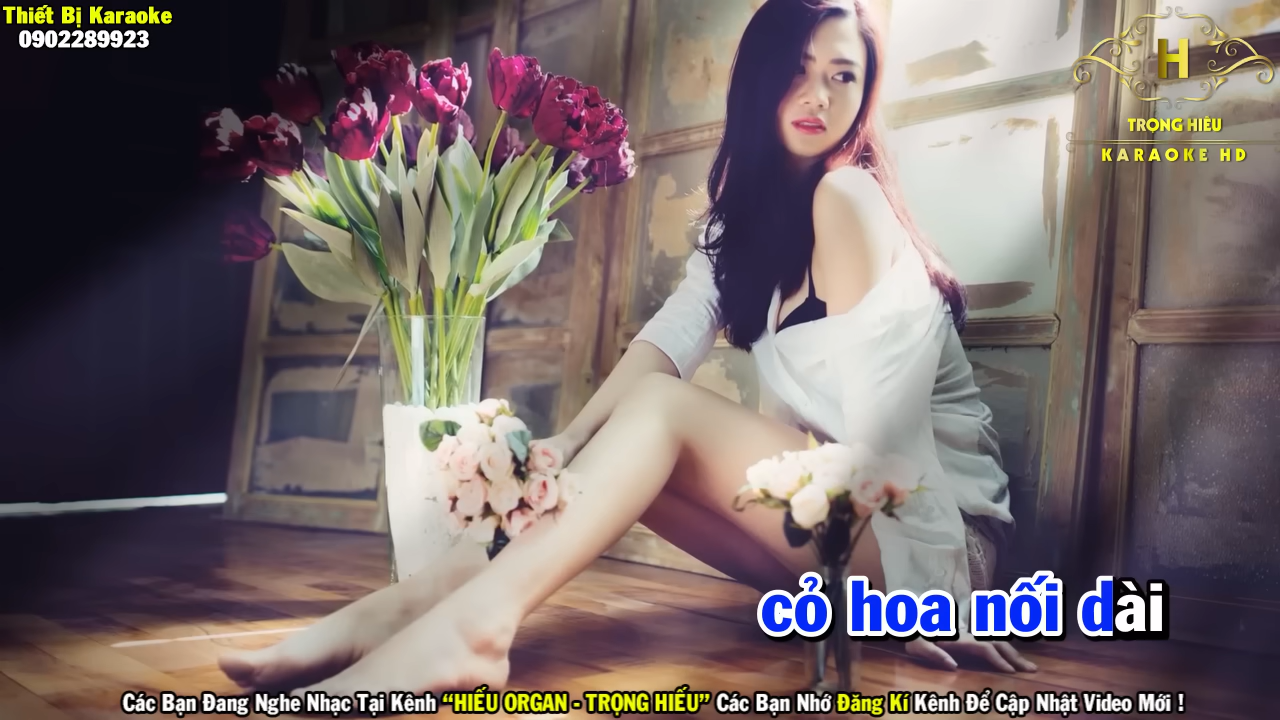 Thiết Bị Karaoke
0902289923
H
TRỌNG HIẾU
KARAOKE HD
cỏ hoa nối dài
Các Bạn Đang Nghe Nhạc Tại Kênh “HIẾU ORGAN - TRỌNG HIẾU” Các Bạn Nhớ Đăng Kí Kênh Để Cập Nhật Video Mới !